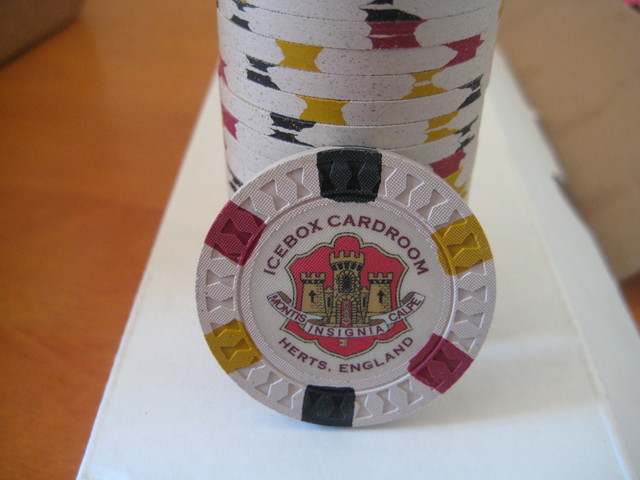 ICEBOX CARDROOM
MONTIS INSIGNIA CALPE
HERTS, ENGLAND